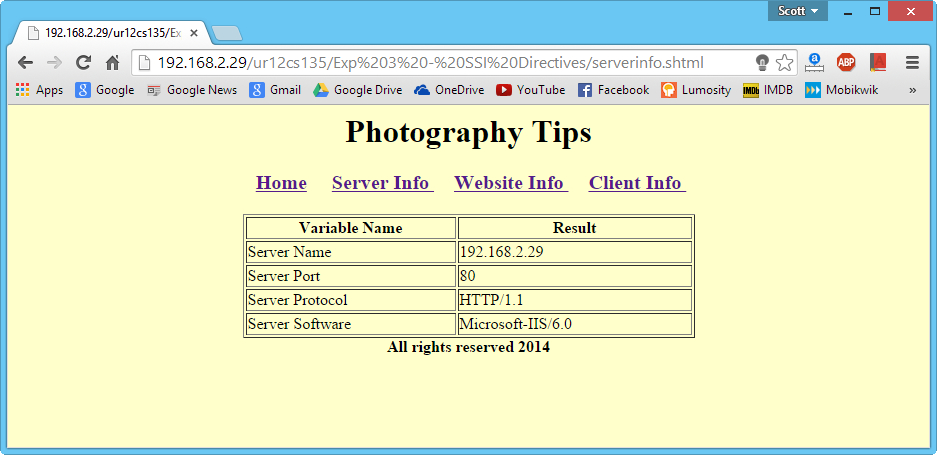 Scott
192.168.2.29/ur12cs135/Ex
192.168.2.29/ur12cs135/Exp%203%20-%20SSI%20Directives/serverinfo.shtml
a ABP
Apps Google Google News Gmail Google Drive OneDrive YouTube Facebook Lumosity IMDb IMDB Mobikwik »
Photography Tips
Home Server Info Website Info Client Info
Variable Name Result
Server Name 192.168.2.29
Server Port 80
Server Protocol HTTP/1.1
Server Software Microsoft-IIS/6.0
All rights reserved 2014